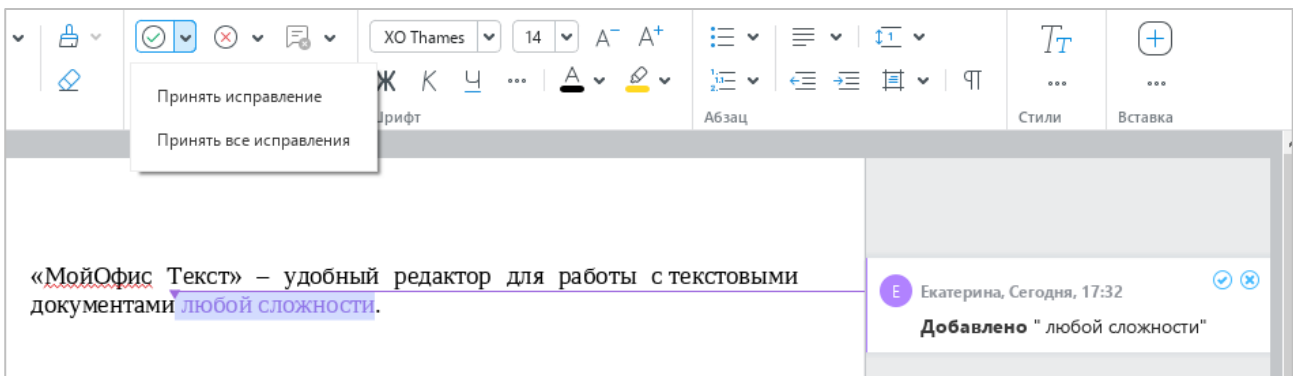 XO Thames 14 А⁻ А⁺
Принять исправление
Принять все исправления
Ж К Ч ... А
Шрифт Абзац Стили Вставка
«МойОфис Текст» – удобный редактор для работы с текстовыми
документами любой сложности.
Е Екатерина, Сегодня, 17:32
Добавлено " любой сложности"